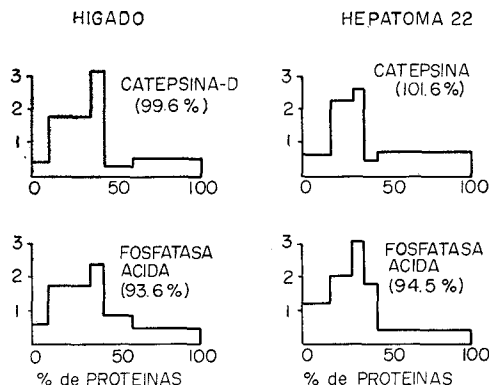 HIGADO
HEPATOMA 22
3
2
1
CATEPSINA-D
(99.6%)
0
50
100
3
2
1
CATEPSINA
(101.6%)
0
50
100
3
2
1
FOSFATASA
ACIDA
(93.6%)
0
50
100
% de PROTEINAS
3
2
1
FOSFATASA
ACIDA
(94.5%)
0
50
100
% de PROTEINAS